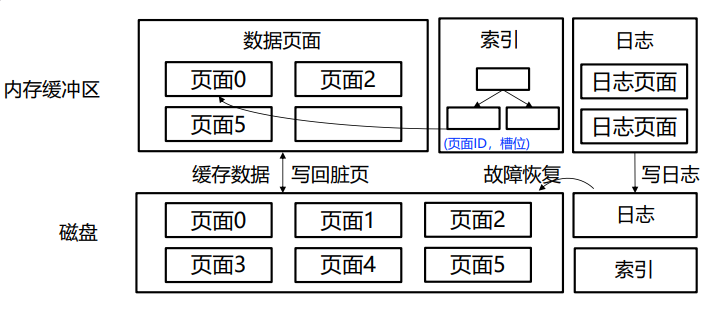 数据页面
索引
日志
内存缓冲区
页面0
页面2
日志页面
页面5
日志页面
(页面ID，槽位)
缓存数据
写回脏页
故障恢复
写日志
磁盘
页面0
页面1
页面2
日志
页面3
页面4
页面5
索引